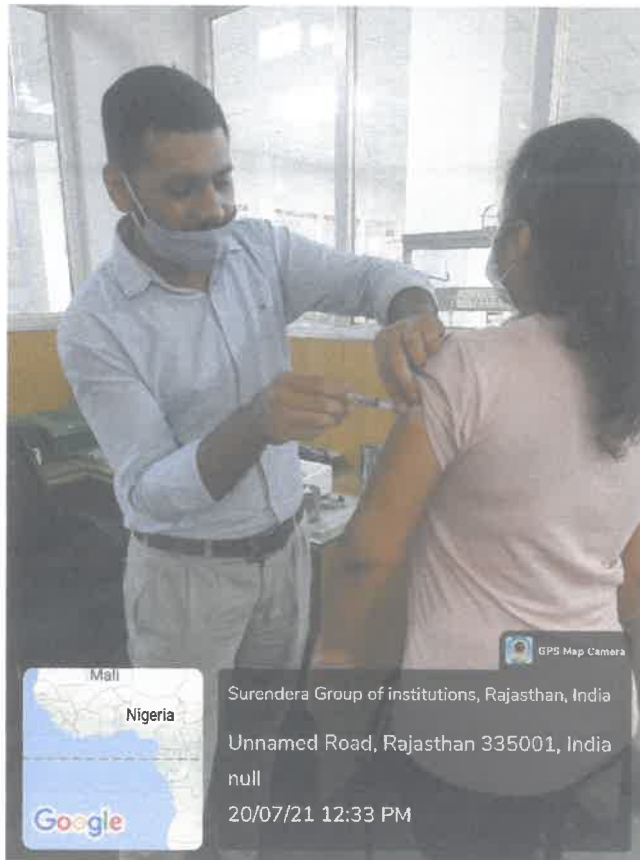 GPS Map Camera
Mali
Nigeria
Google
Surendera Group of institutions, Rajasthan, India
Unnamed Road, Rajasthan 335001, India
null
20/07/21 12:33 PM